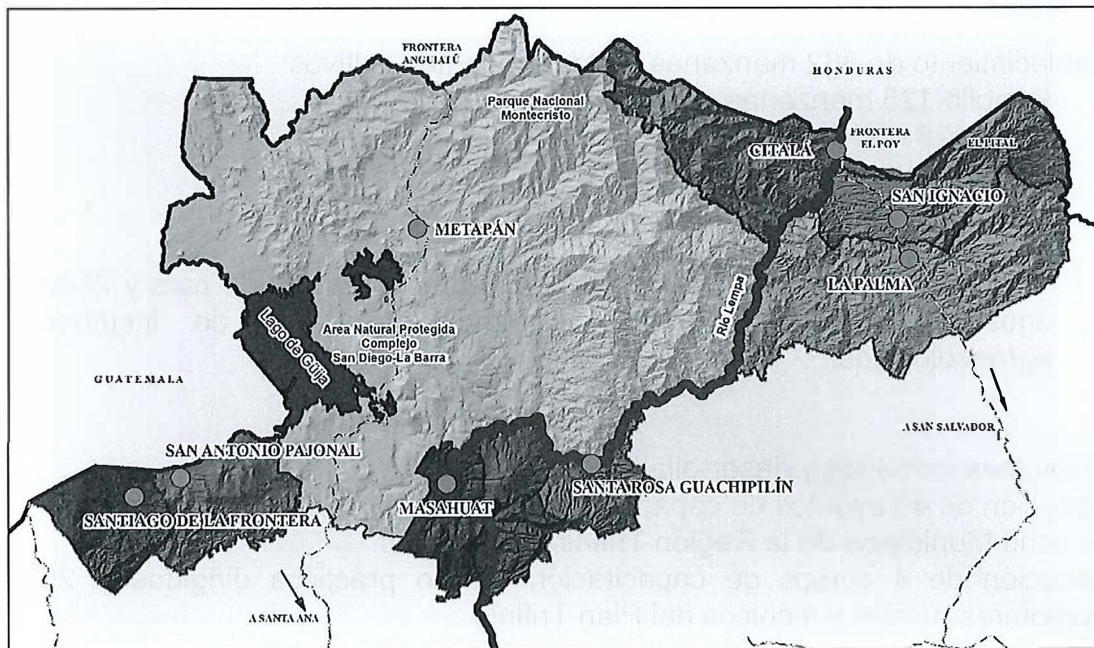 FRONTERA
ANGUIATÚ
HONDURAS
Parque Nacional
Montecristo
FRONTERA
EL POY
CITALÁ
EL PITAL
SAN IGNACIO
METAPÁN
LA PALMA
Río Lempa
Lago de Güija
Area Natural Protegida
Complejo
San Diego-La Barra
GUATEMALA
A SAN SALVADOR
SAN ANTONIO PAJONAL
SANTA ROSA GUACHIPILÍN
MASAHUAT
SANTIAGO DE LA FRONTERA
A SANTA ANA